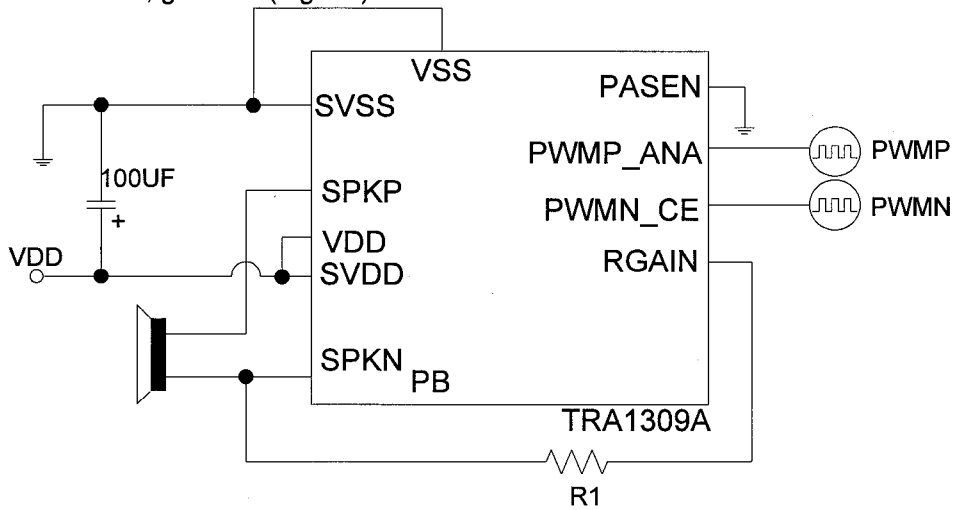 VSS
PASEN
SVSS
PWMP_ANA
PWMP
100UF
SPKP
PWMN_CE
PWMN
+
VDD
VDD
RGAIN
SVDD
SPKN
PB
TRA1309A
R1